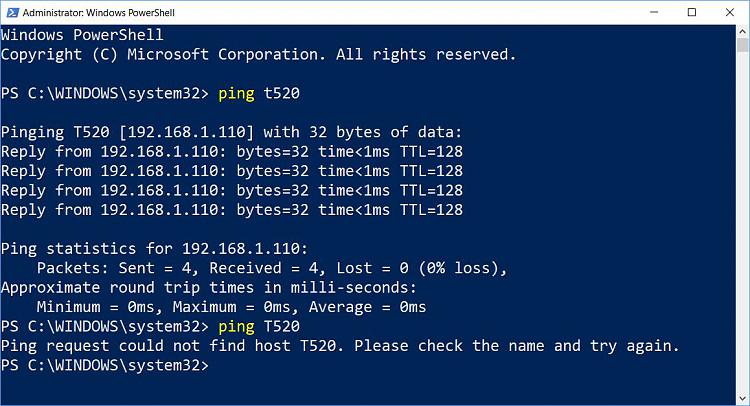 Administrator: Windows PowerShell
Windows PowerShell
Copyright (C) Microsoft Corporation. All rights reserved.
PS C:\WINDOWS\system32> ping t520
Pinging T520 [192.168.1.110] with 32 bytes of data:
Reply from 192.168.1.110: bytes=32 time<1ms TTL=128
Reply from 192.168.1.110: bytes=32 time<1ms TTL=128
Reply from 192.168.1.110: bytes=32 time<1ms TTL=128
Reply from 192.168.1.110: bytes=32 time<1ms TTL=128
Ping statistics for 192.168.1.110:
    Packets: Sent = 4, Received = 4, Lost = 0 (0% loss),
Approximate round trip times in milli-seconds:
    Minimum = 0ms, Maximum = 0ms, Average = 0ms
PS C:\WINDOWS\system32> ping T520
Ping request could not find host T520. Please check the name and try again.
PS C:\WINDOWS\system32>